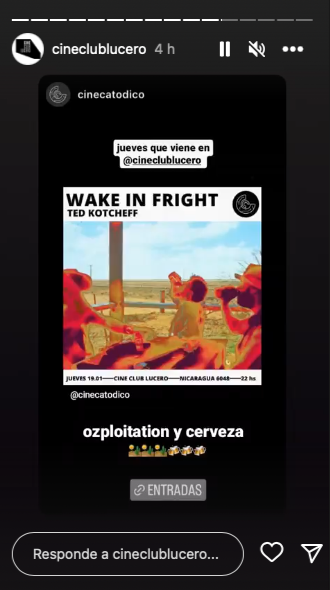 cineclublucero 4 h
cinecatodico
jueves que viene en
@cineclublucero
WAKE IN FRIGHT
TED KOTCHEFF
JUEVES 19.01——CINE CLUB LUCERO——NICARAGUA 6048——22 hs
@cinecatodico
ozploitation y cerveza
ENTRADAS
Responde a cineclublucero...